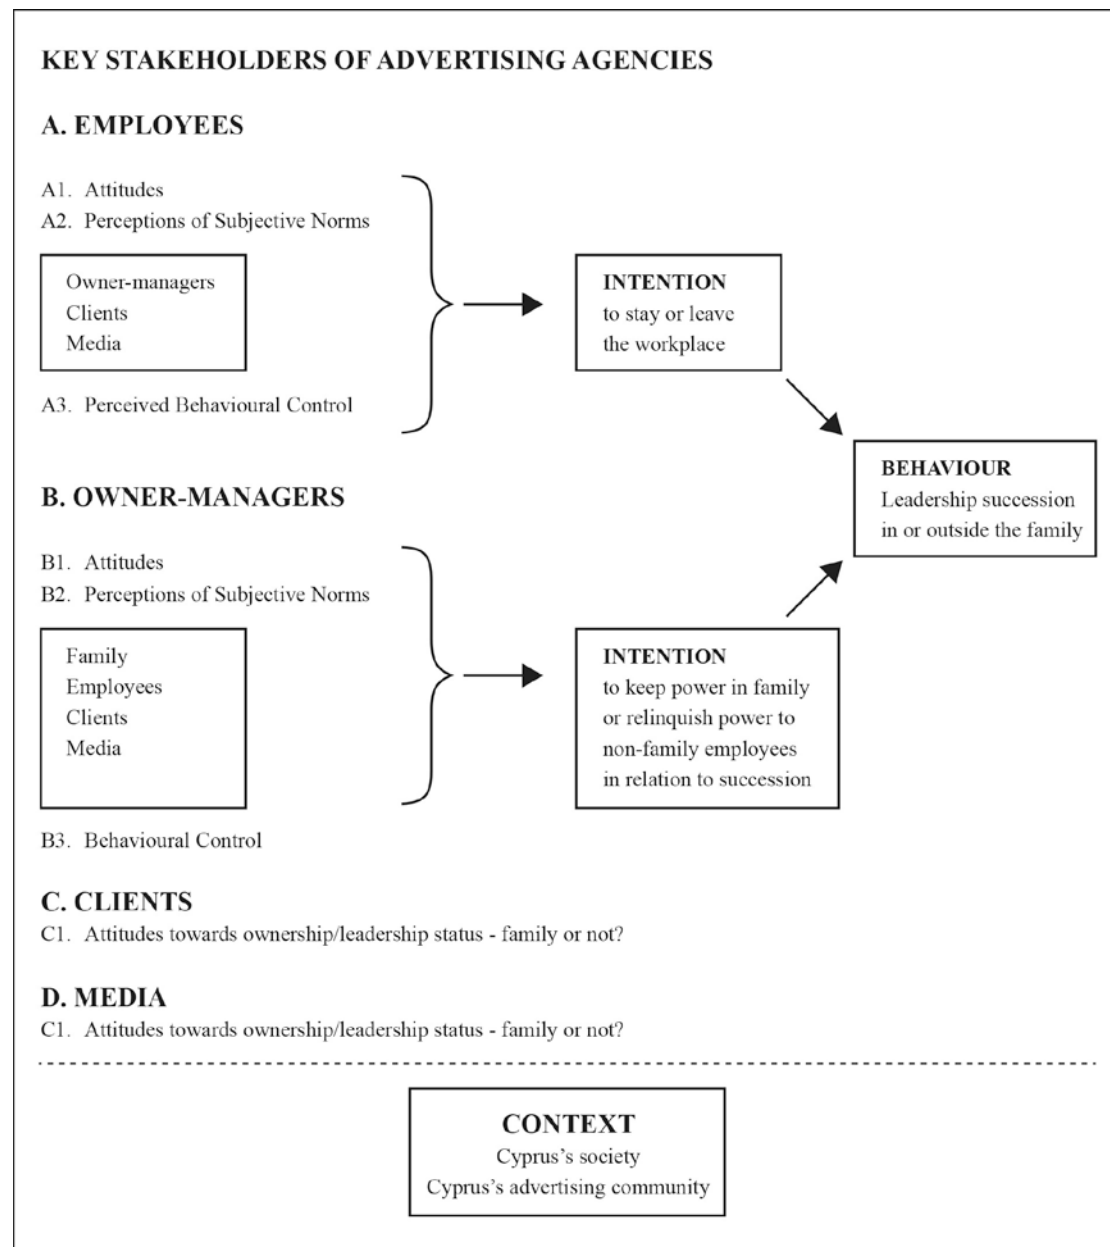 KEY STAKEHOLDERS OF ADVERTISING AGENCIES
A. EMPLOYEES
A1. Attitudes
A2. Perceptions of Subjective Norms
Owner-managers
Clients
Media
A3. Perceived Behavioural Control
INTENTION
to stay or leave
the workplace
BEHAVIOUR
Leadership succession
in or outside the family
B. OWNER-MANAGERS
B1. Attitudes
B2. Perceptions of Subjective Norms
Family
Employees
Clients
Media
B3. Behavioural Control
INTENTION
to keep power in family
or relinquish power to
non-family employees
in relation to succession
C. CLIENTS
C1. Attitudes towards ownership/leadership status - family or not?
D. MEDIA
C1. Attitudes towards ownership/leadership status - family or not?
CONTEXT
Cyprus's society
Cyprus's advertising community